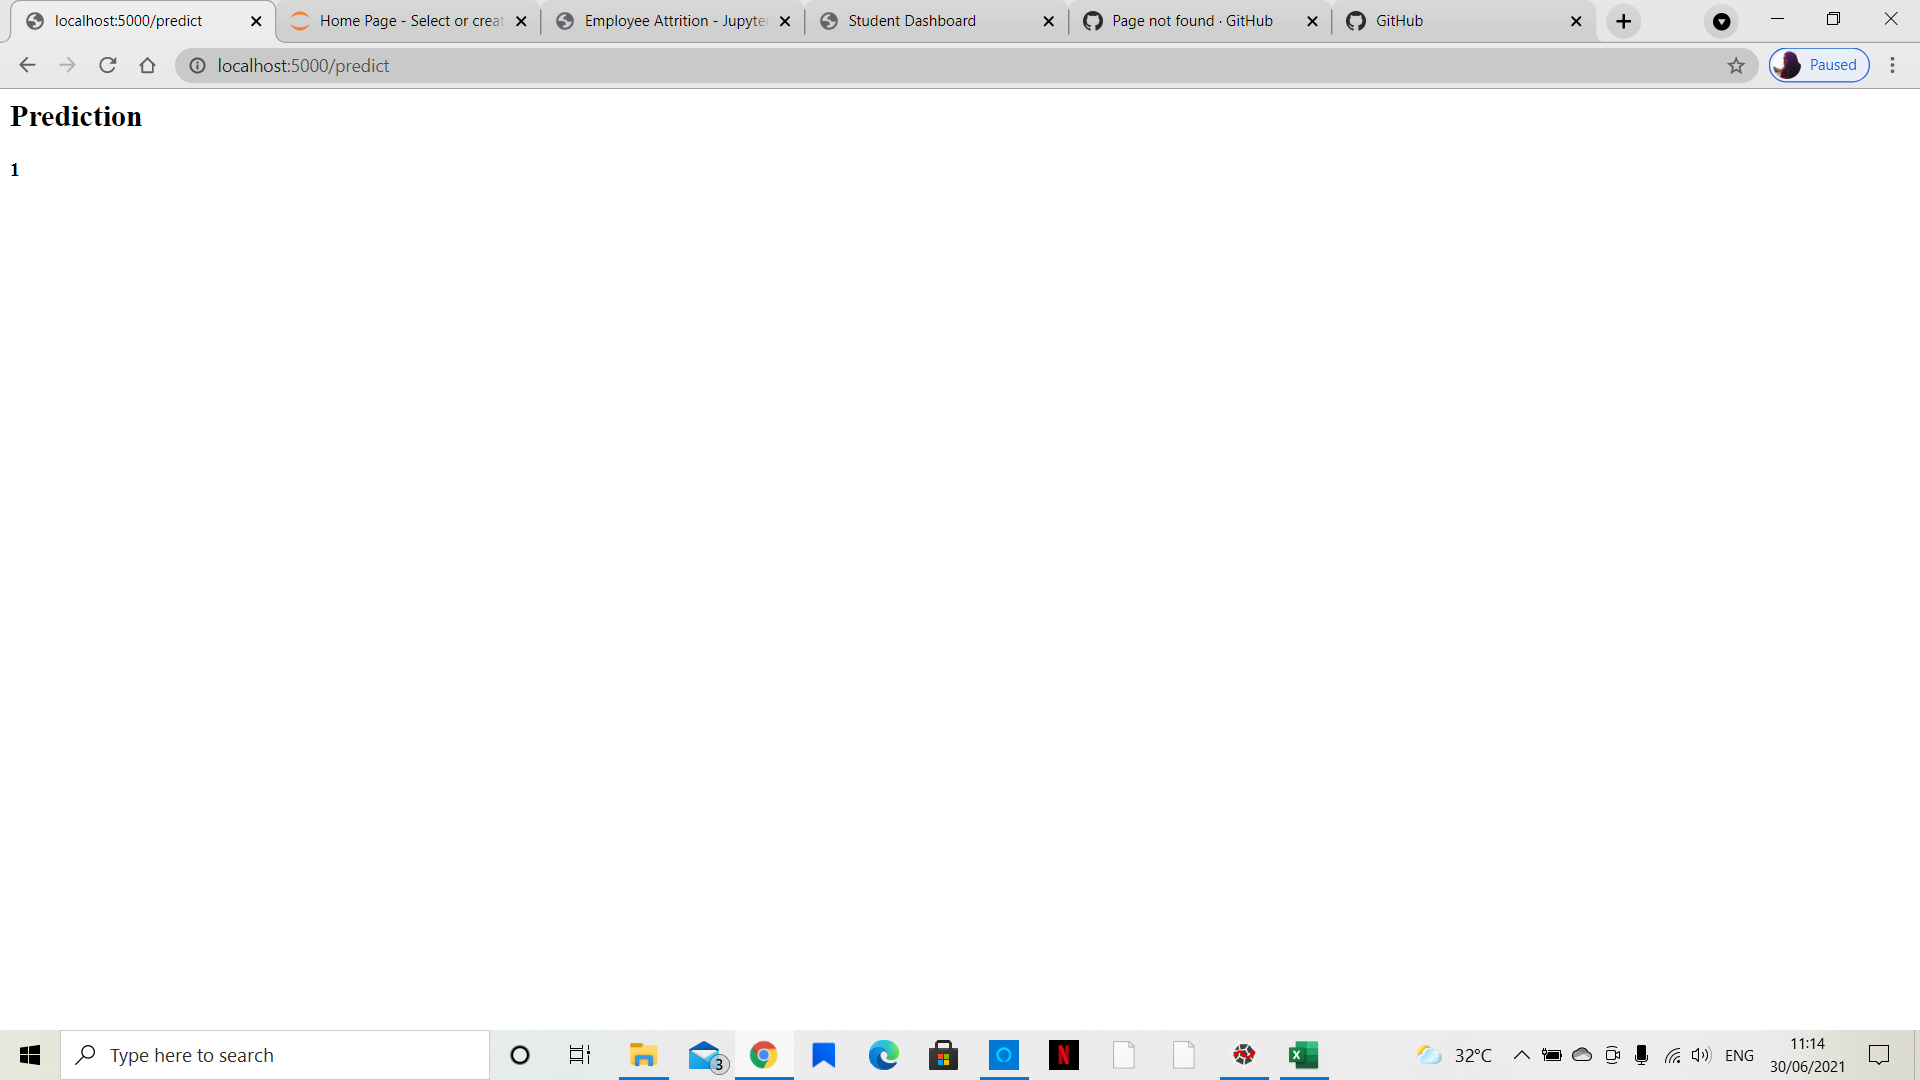 localhost:5000/predict
Home Page - Select or creat
Employee Attrition - Jupyte
Student Dashboard
Page not found · GitHub
GitHub
localhost:5000/predict
Paused
Prediction
1
Type here to search
3
N
32°C
ENG
11:14
30/06/2021